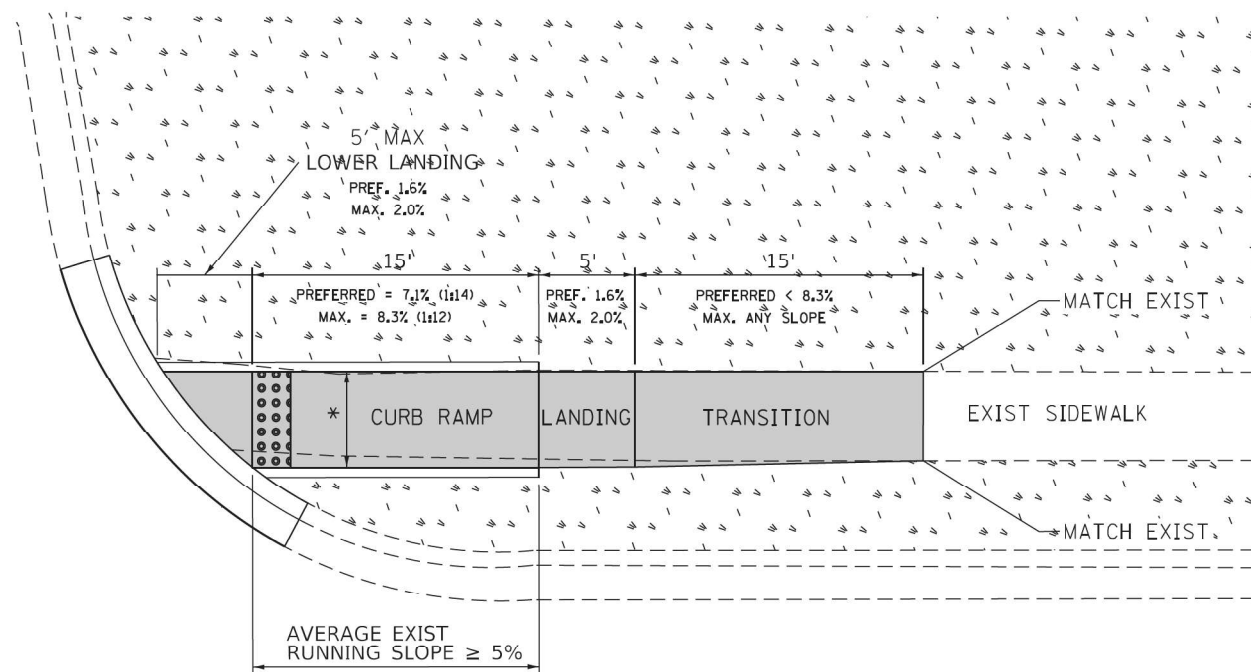 5' MAX
LOWER LANDING
PREF. 1.6%
MAX. 2.0%
15'
5'
15'
PREFERRED = 7.1% (1:14)
MAX. = 8.3% (1:12)
PREF. 1.6%
MAX. 2.0%
PREFERRED < 8.3%
MAX. ANY SLOPE
MATCH EXIST
*
CURB RAMP
LANDING
TRANSITION
EXIST SIDEWALK
MATCH EXIST
AVERAGE EXIST
RUNNING SLOPE ≥ 5%